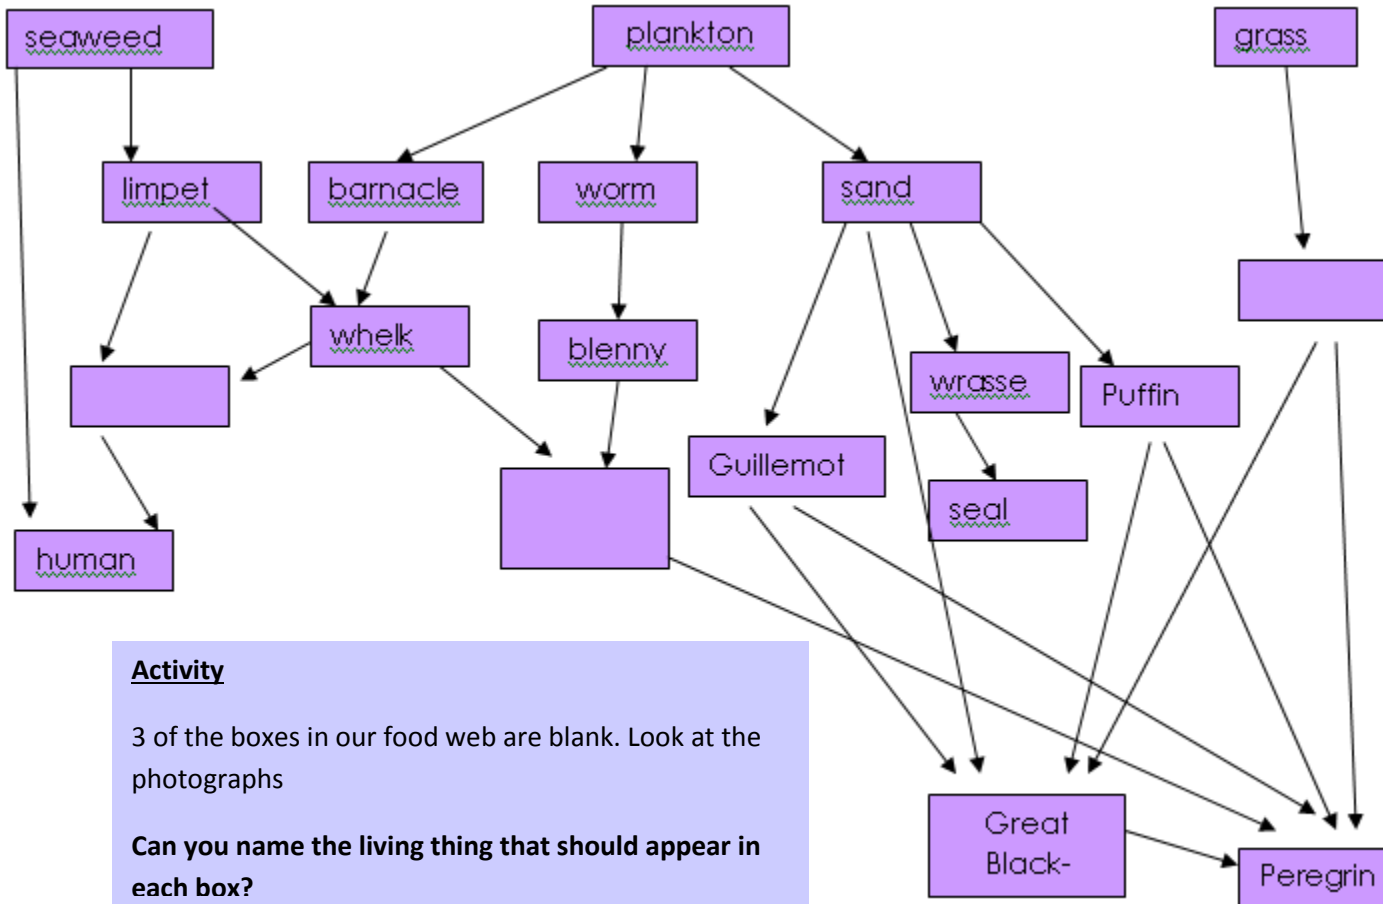 seaweed
plankton
grass
limpet
barnacle
worm
sand
whelk
blenny
wrasse
Puffin
Guillemot
seal
human
Activity
3 of the boxes in our food web are blank. Look at the
photographs
Can you name the living thing that should appear in
each box?
Great
Black-
Peregrin